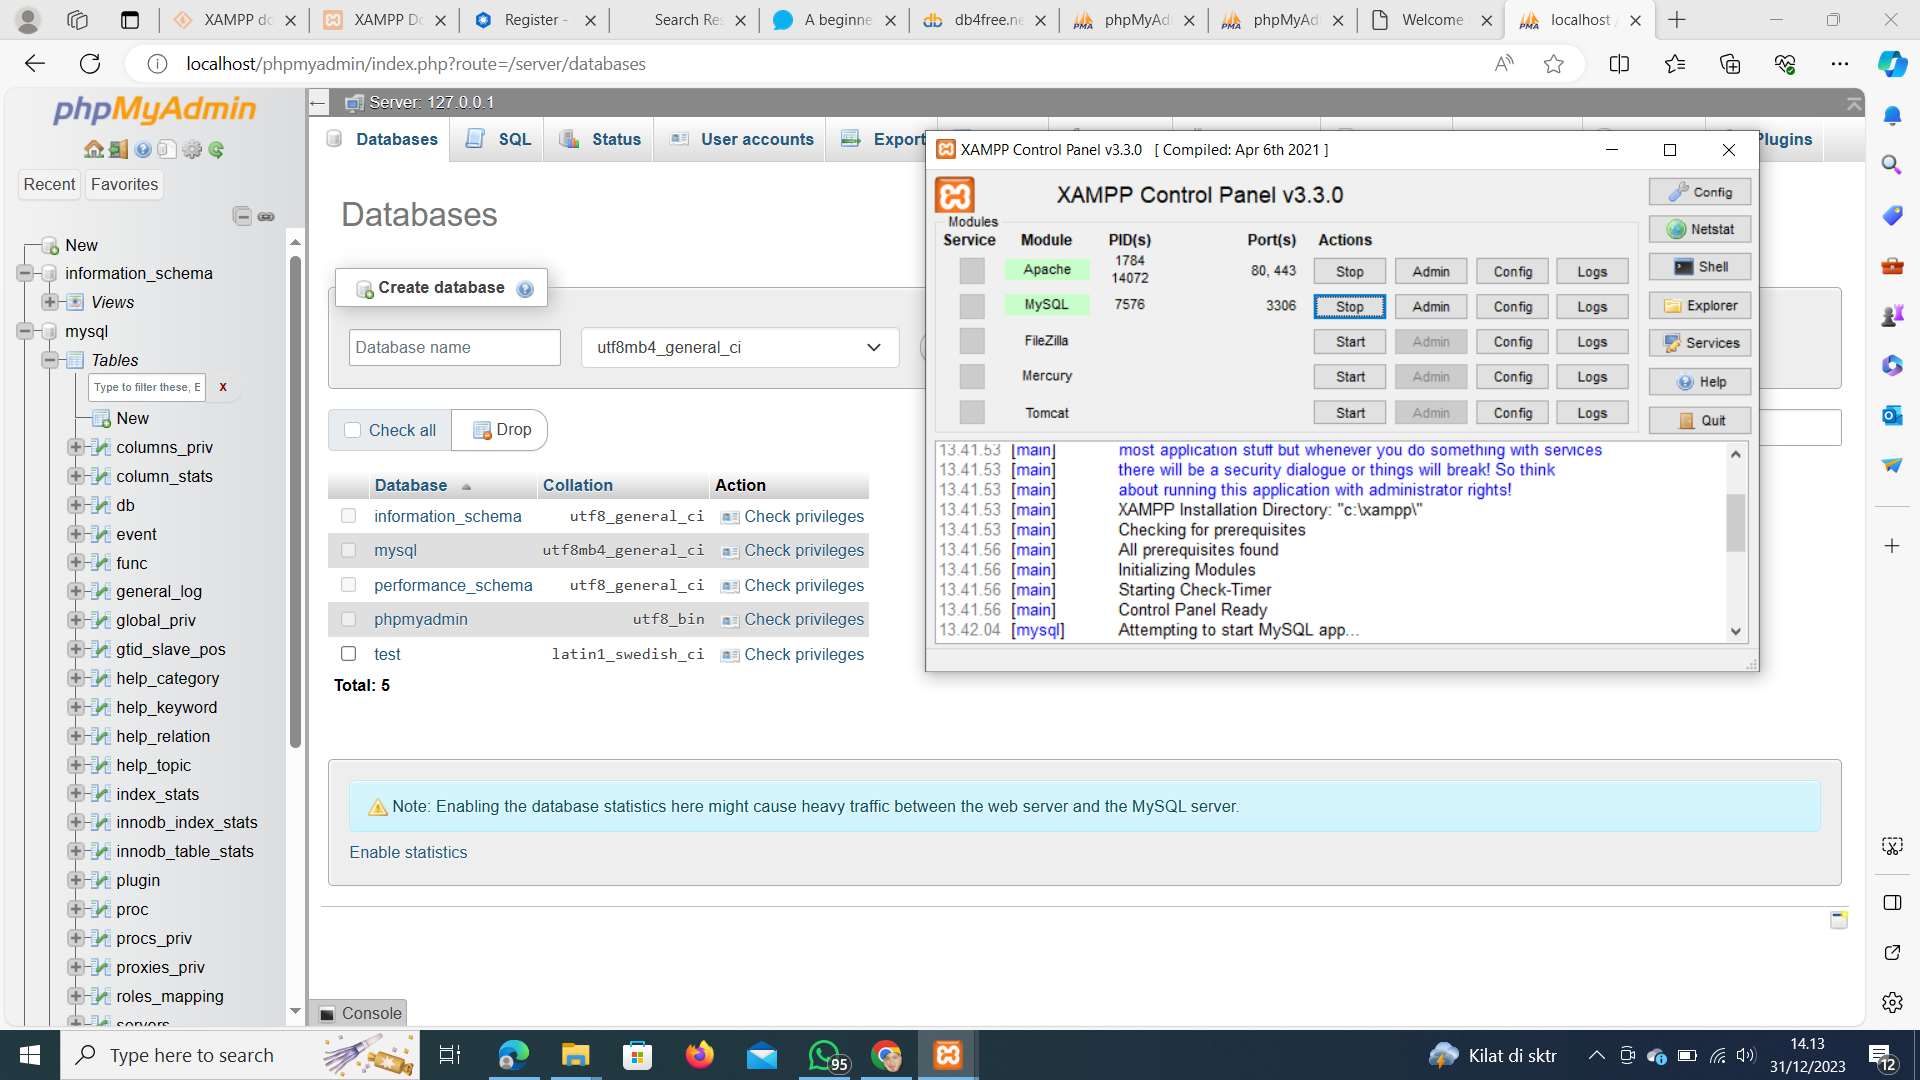 XAMPP do
XAMPP Do
Register -
Search Res
A beginne
db4free.ne
phpMyAdi
phpMyAdi
Welcome
localhost /
localhost/phpmyadmin/index.php?route=/server/databases
phpMyAdmin
Recent
Favorites
New
information_schema
Views
mysql
Tables
Type to filter these, E
X
New
columns_priv
column_stats
db
event
func
general_log
global_priv
gtid_slave_pos
help_category
help_keyword
help_relation
help_topic
index_stats
innodb_index_stats
innodb_table_stats
plugin
proc
procs_priv
proxies_priv
roles_mapping
servers
Server: 127.0.0.1
Databases
SQL
Status
User accounts
Export
Plugins
Databases
Create database
Database name
utf8mb4_general_ci
Check all
Drop
Database Collation Action
information_schema utf8_general_ci Check privileges
mysql utf8mb4_general_ci Check privileges
performance_schema utf8_general_ci Check privileges
phpmyadmin utf8_bin Check privileges
test latin1_swedish_ci Check privileges
Total: 5
Note: Enabling the database statistics here might cause heavy traffic between the web server and the MySQL server.
Enable statistics
Console
XAMPP Control Panel v3.3.0 [ Compiled: Apr 6th 2021 ]
XAMPP Control Panel v3.3.0
Modules
Service Module PID(s) Port(s) Actions
Apache 1784 14072 80, 443 Stop Admin Config Logs
MySQL 7576 3306 Stop Admin Config Logs
FileZilla Start Admin Config Logs
Mercury Start Admin Config Logs
Tomcat Start Admin Config Logs
Config
Netstat
Shell
Explorer
Services
Help
Quit
13.41.53 [main] most application stuff but whenever you do something with services
13.41.53 [main] there will be a security dialogue or things will break! So think
13.41.53 [main] about running this application with administrator rights!
13.41.53 [main] XAMPP Installation Directory: "c:\xampp\"
13.41.53 [main] Checking for prerequisites
13.41.56 [main] All prerequisites found
13.41.56 [main] Initializing Modules
13.41.56 [main] Starting Check-Timer
13.41.56 [main] Control Panel Ready
13.42.04 [mysql] Attempting to start MySQL app...
Type here to search
95
Kilat di sktr
14.13
31/12/2023
12